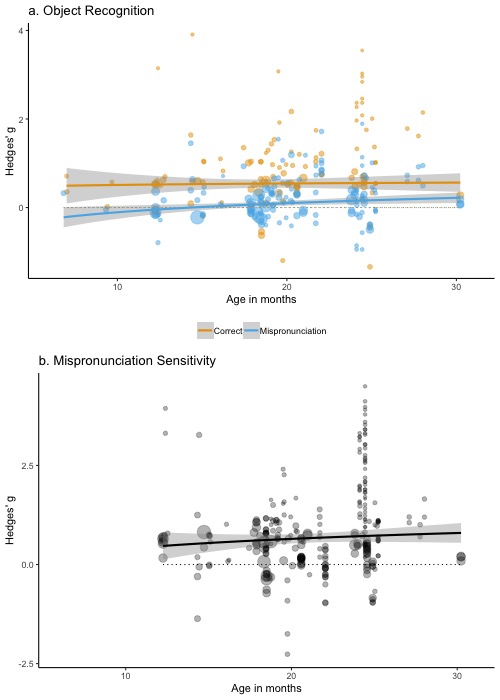 a. Object Recognition
4
2
0
Hedges' g
10
20
30
Age in months
Correct
Mispronunciation
b. Mispronunciation Sensitivity
2.5
0.0
-2.5
Hedges' g
10
20
30
Age in months